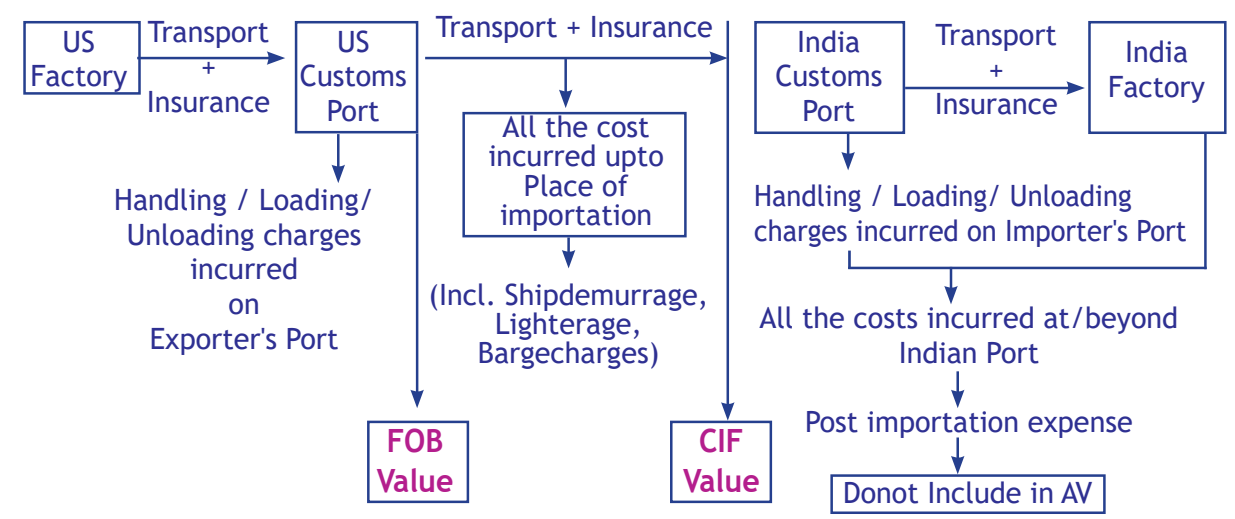 US
Factory
Transport
+
Insurance
US
Customs
Port
Transport + Insurance
India
Customs
Port
Transport
+
Insurance
India
Factory
All the cost
incurred upto
Place of
importation
Handling / Loading/
Unloading charges
incurred
on
Exporter's Port
(Incl. Shipdemurrage,
Lighterage,
Bargecharges)
Handling / Loading/ Unloading
charges incurred on Importer's Port
All the costs incurred at/beyond
Indian Port
Post importation expense
Donot Include in AV
FOB
Value
CIF
Value